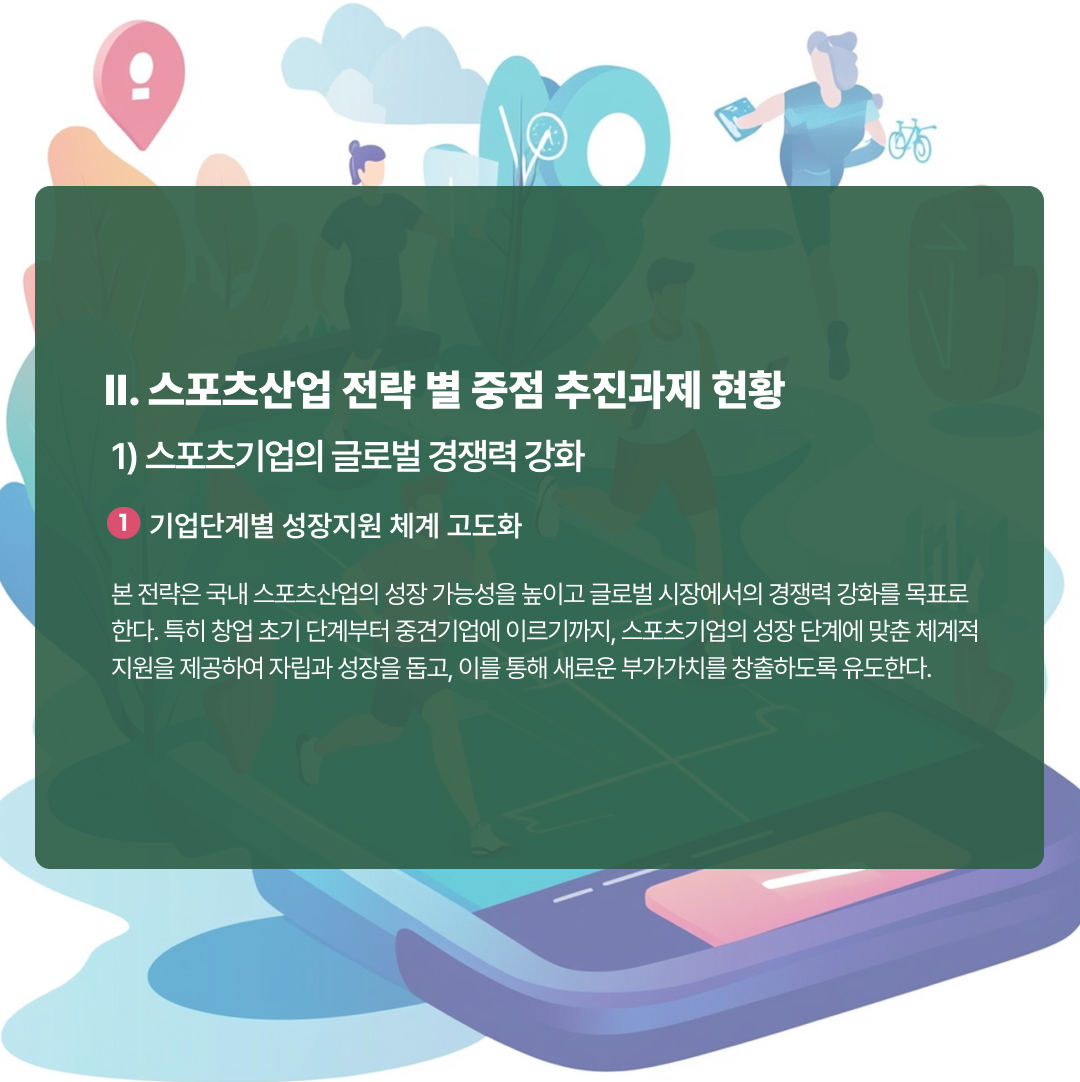 II. 스포츠산업 전략 별 중점 추진과제 현황
1) 스포츠기업의 글로벌 경쟁력 강화
1 기업단계별 성장지원 체계 고도화
본 전략은 국내 스포츠산업의 성장 가능성을 높이고 글로벌 시장에서의 경쟁력 강화를 목표로
한다. 특히 창업 초기 단계부터 중견기업에 이르기까지, 스포츠기업의 성장 단계에 맞춘 체계적
지원을 제공하여 자립과 성장을 돕고, 이를 통해 새로운 부가가치를 창출하도록 유도한다.